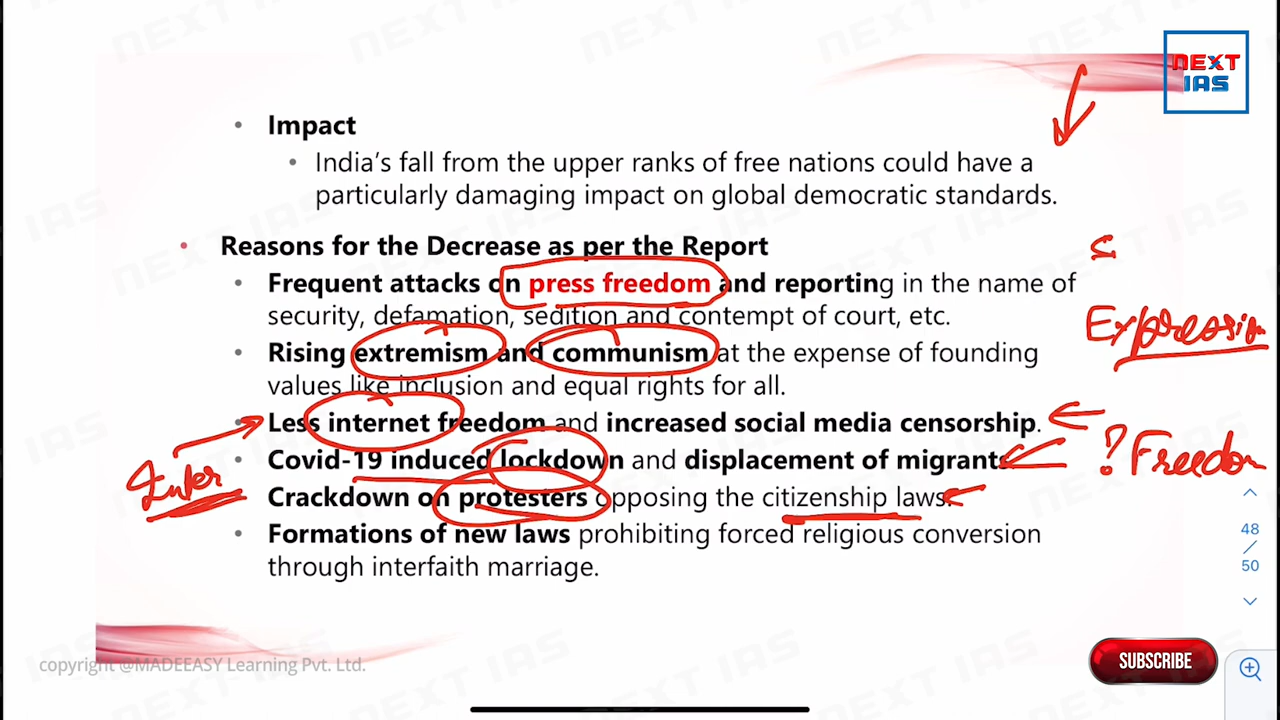 NEXT
IAS
Impact
India's fall from the upper ranks of free nations could have a
particularly damaging impact on global democratic standards.
Reasons for the Decrease as per the Report
Frequent attacks on press freedom and reporting in the name of
security, defamation, sedition and contempt of court, etc.
Expression
Rising extremism and communism at the expense of founding
values like inclusion and equal rights for all.
Less internet freedom and increased social media censorship.
? Freedom
Covid-19 induced lockdown and displacement of migrants
Inter
Crackdown on protesters opposing the citizenship laws.
Formations of new laws prohibiting forced religious conversion
through interfaith marriage.
48
/
50
copyright @MADEEASY Learning Pvt. Ltd.
SUBSCRIBE